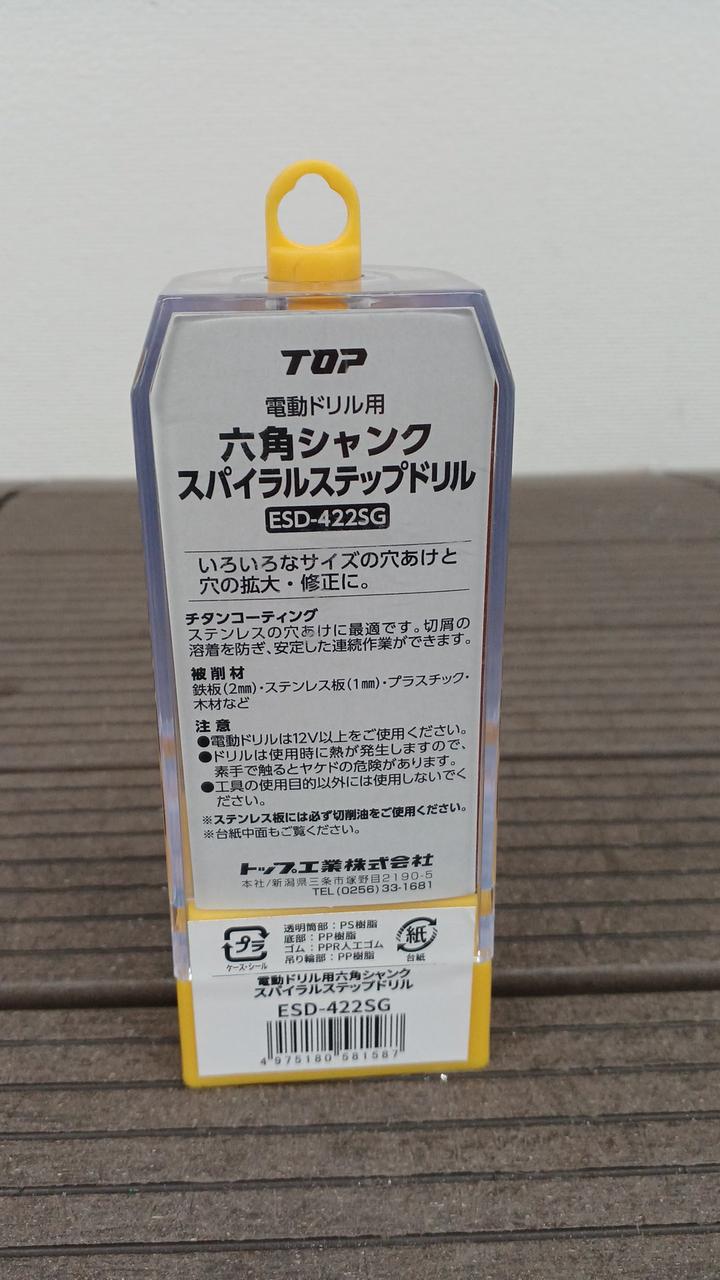 TOP
電動ドリル用
六角シャンク
スパイラルステップドリル
ESD-422SG
いろいろなサイズの穴あけと
穴の拡大・修正に。
チタンコーティング
ステンレスの穴あけに最適です。切屑の
溶着を防ぎ、安定した連続作業ができます。
被削材
鉄板(2mm)・ステンレス板(1mm)・プラスチック・
木材など
注意
●電動ドリルは12V以上をご使用ください。
●ドリルは使用時に熱が発生しますので、
素手で触るとヤケドの危険があります。
●工具の使用目的以外には使用しないでく
ださい。
※ステンレス板には必ず切削油をご使用ください。
※台紙中面もご覧ください。
トップ工業株式会社
本社/新潟県三条市塚野目2190-5
TEL(0256)33-1681
プラ
ケース・シール
透明筒部：PS樹脂
底部：PP樹脂
ゴム：PPR人工ゴム
吊り輪部：PP樹脂
紙
台紙
電動ドリル用六角シャンク
スパイラルステップドリル
ESD-422SG
4 975180 581587